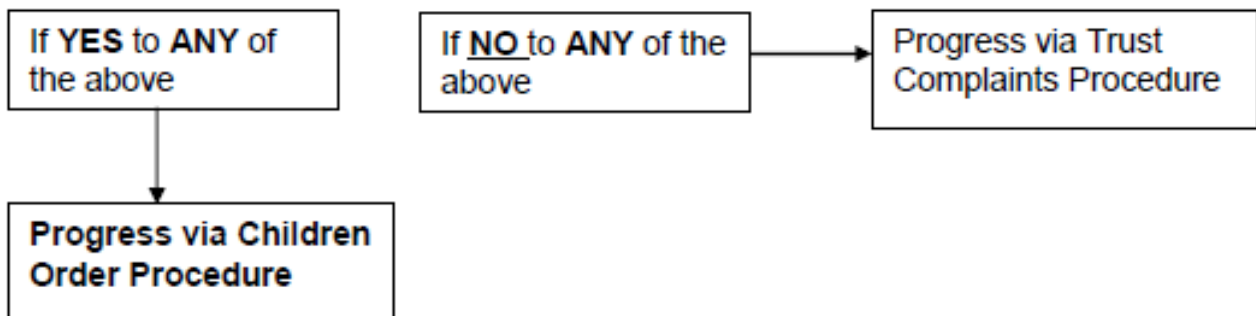 If YES to ANY of
the above
If NO to ANY of the
above
Progress via Trust
Complaints Procedure
Progress via Children
Order Procedure